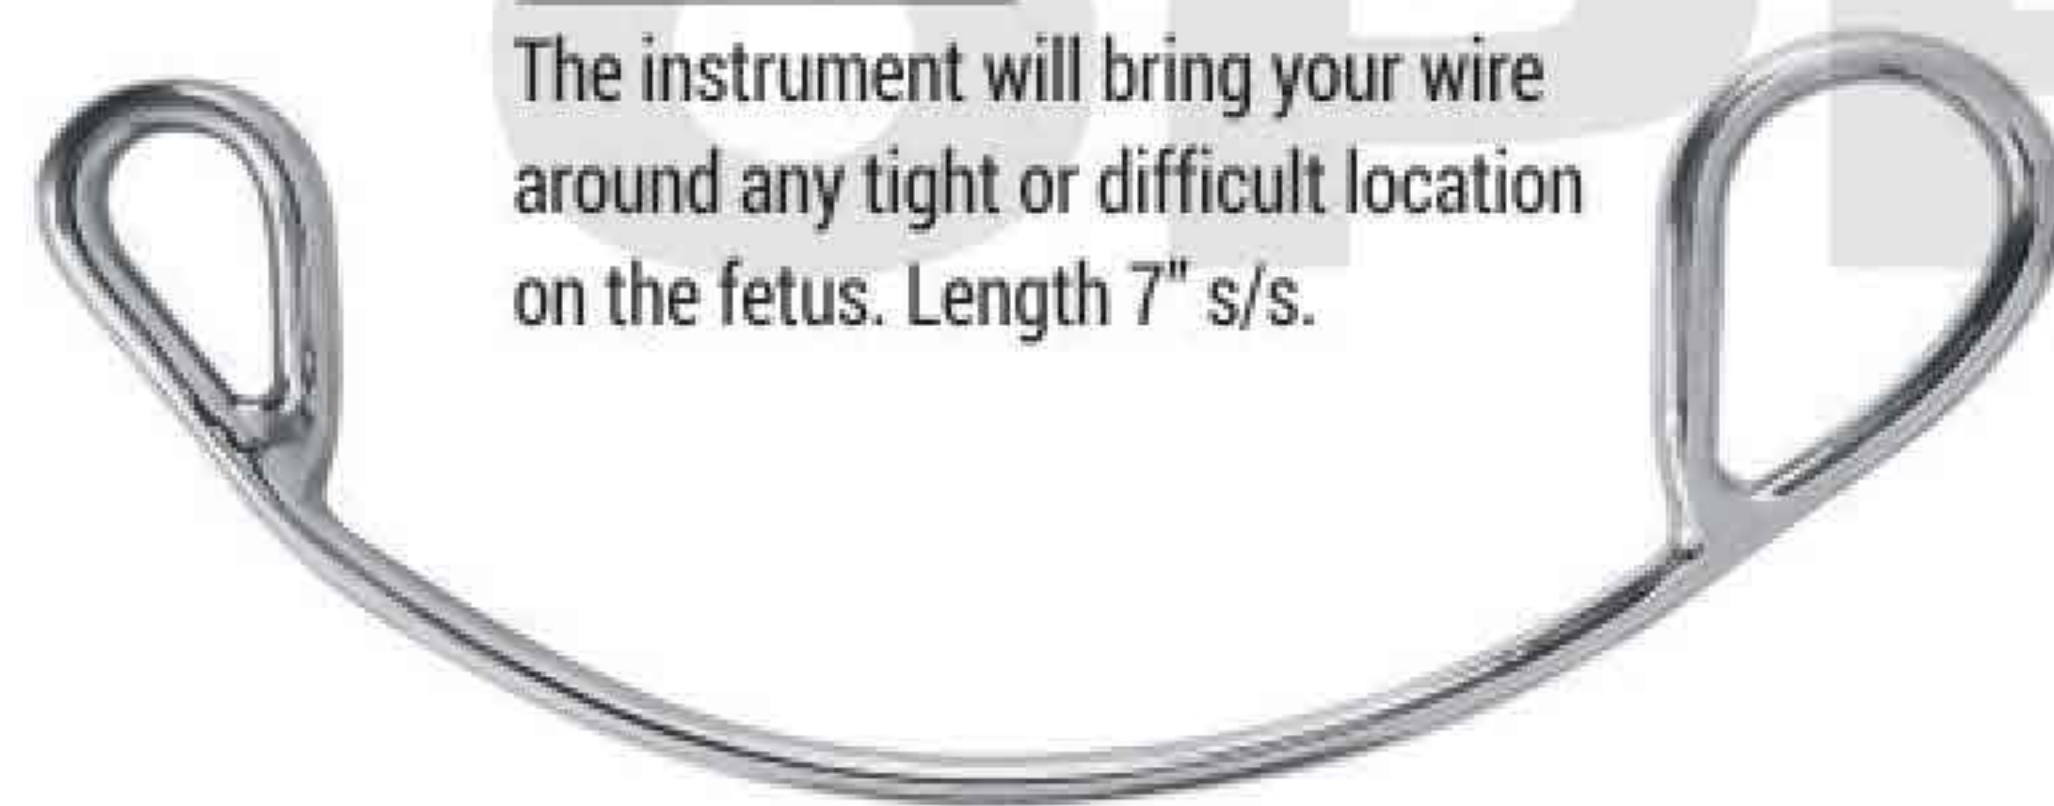 The instrument will bring your wire
around any tight or difficult location
on the fetus. Length 7" s/s.